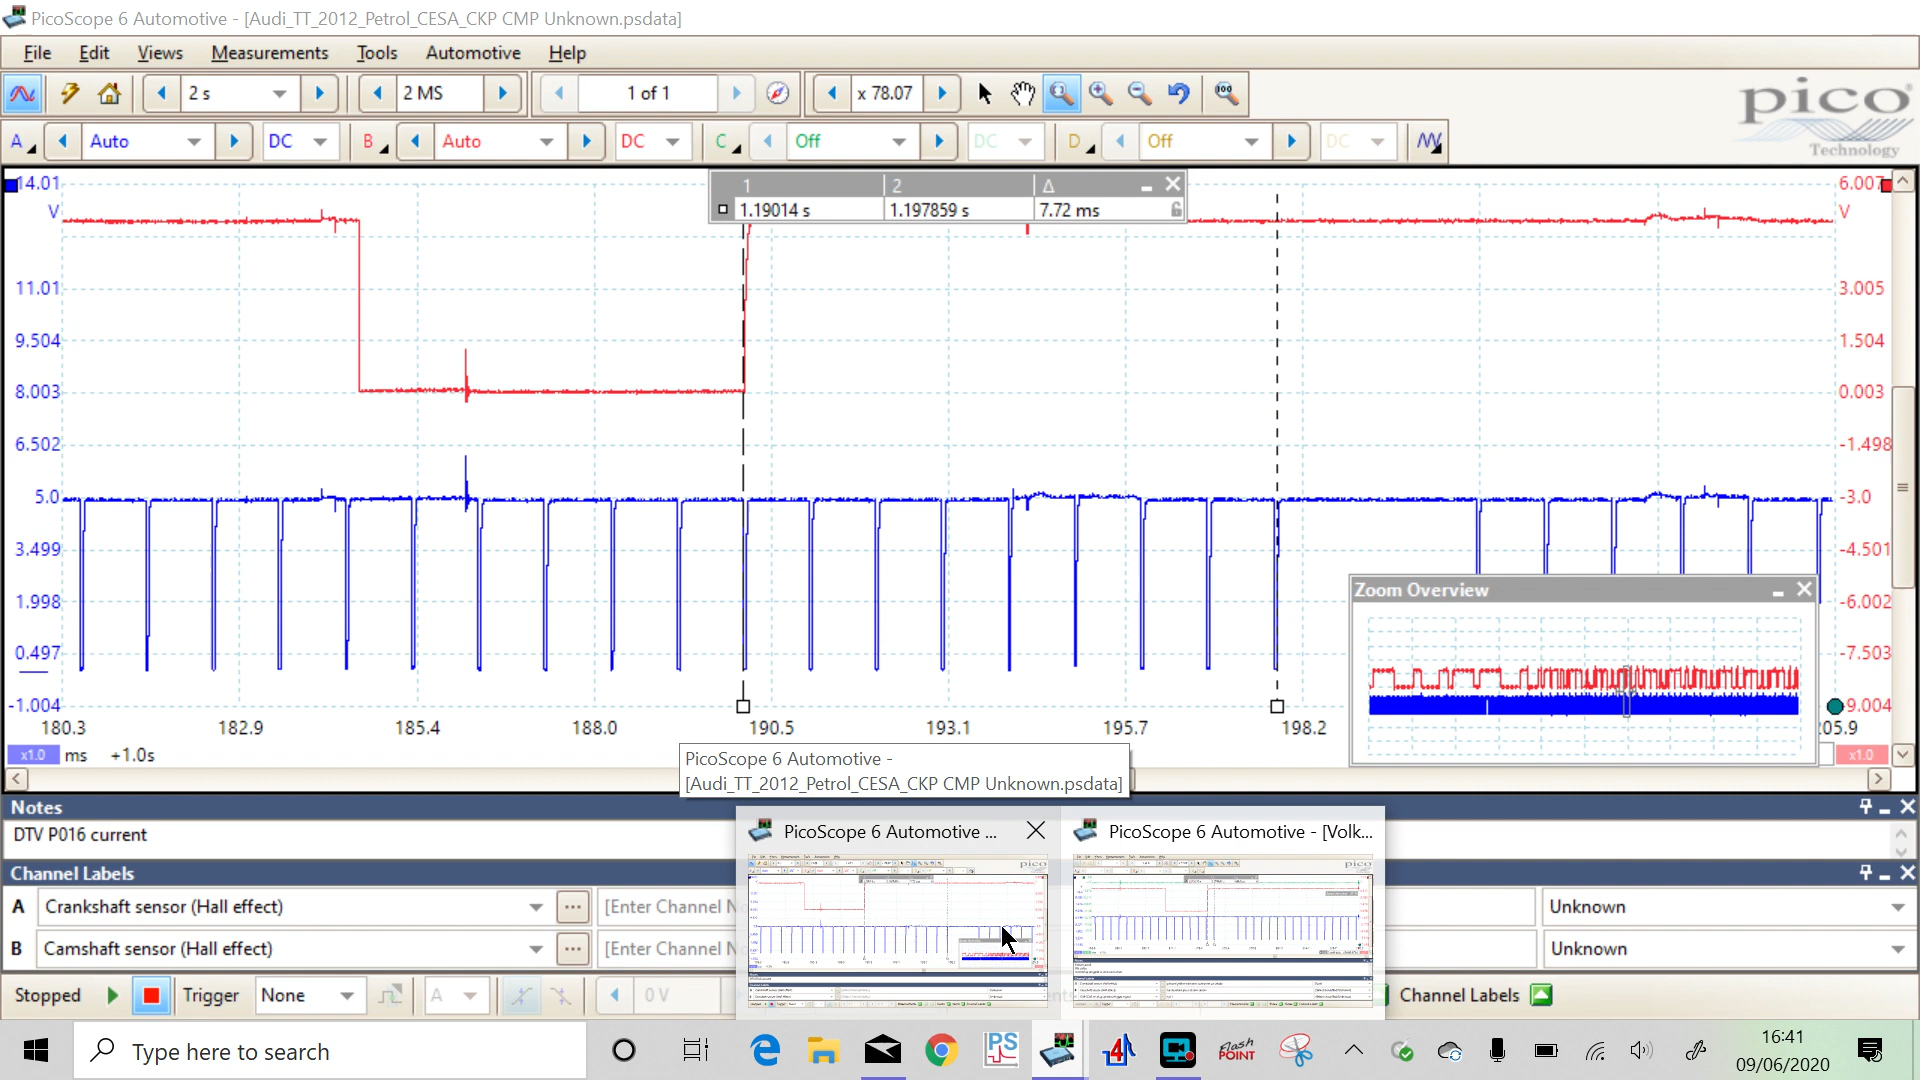 PicoScope 6 Automotive - [Audi_TT_2012_Petrol_CESA_CKP CMP Unknown.psdata]
File Edit Views Measurements Tools Automotive Help
2 s 2 MS 1 of 1 x 78.07
pico
Technology
A Auto DC B Auto DC C Off DC D Off DC
14.01 6.007
V V
1 2 Δ
1.19014 s 1.197859 s 7.72 ms
11.01 3.005
9.504 1.504
8.003 0.003
6.502 -1.498
5.0 -3.0
3.499 -4.501
1.998 -6.002
0.497 -7.503
-1.004 -9.004
Zoom Overview
180.3 182.9 185.4 188.0 190.5 193.1 195.7 198.2 205.9
x1.0 ms +1.0s x1.0
PicoScope 6 Automotive -
[Audi_TT_2012_Petrol_CESA_CKP CMP Unknown.psdata]
Notes
DTV P016 current
PicoScope 6 Automotive ... PicoScope 6 Automotive - [Volk...
Channel Labels
A Crankshaft sensor (Hall effect) ... [Enter Channel N Unknown
B Camshaft sensor (Hall effect) ... [Enter Channel N Unknown
Stopped Trigger None A 0 V Channel Labels
Type here to search
PS
4
Flash
POINT
16:41
09/06/2020